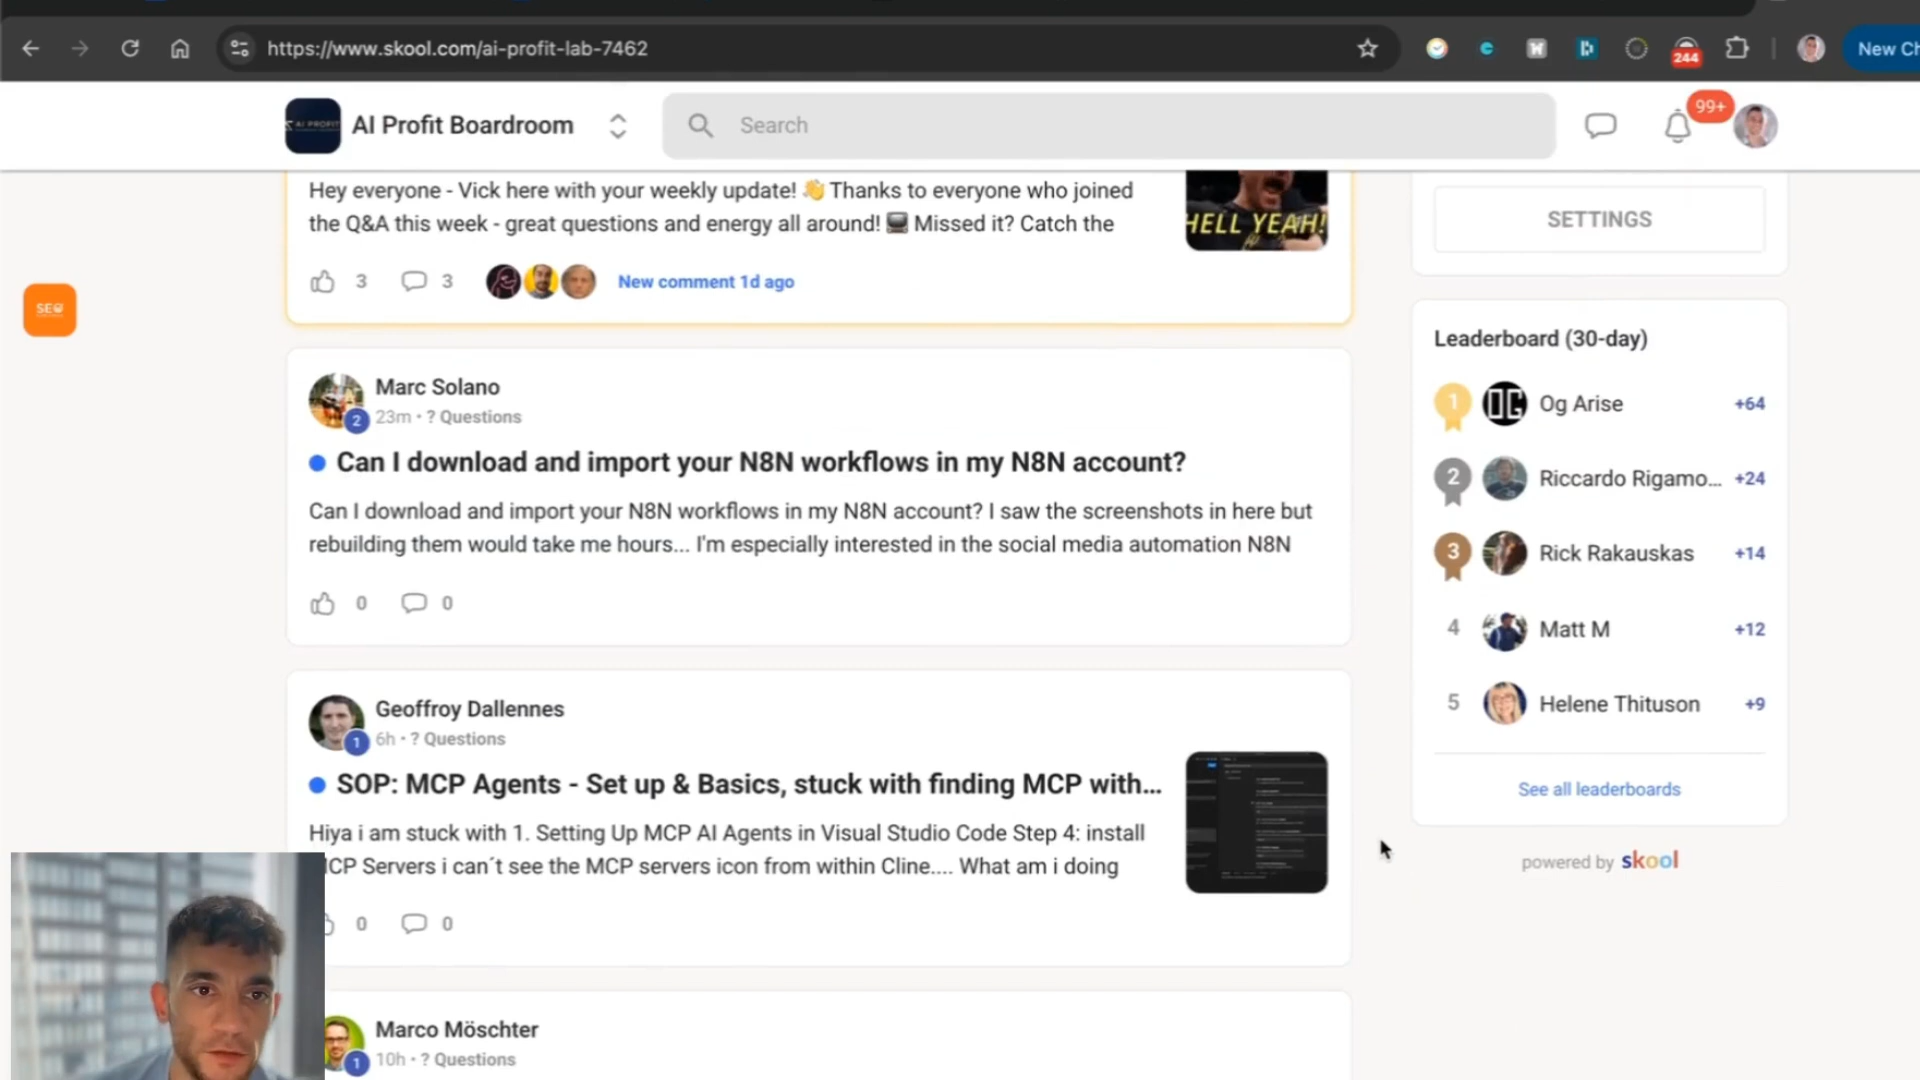 https://www.skool.com/ai-profit-lab-7462
244
New Ch
AI PROFIT
AI Profit Boardroom
Search
99+
Hey everyone - Vick here with your weekly update! 👋 Thanks to everyone who joined
the Q&A this week - great questions and energy all around! 📺 Missed it? Catch the
HELL YEAH!
3
3
New comment 1d ago
SETTINGS
SEO
Marc Solano
2
23m • ? Questions
Can I download and import your N8N workflows in my N8N account?
Can I download and import your N8N workflows in my N8N account? I saw the screenshots in here but
rebuilding them would take me hours... I'm especially interested in the social media automation N8N
0
0
Leaderboard (30-day)
1
OG
Og Arise
+64
2
Riccardo Rigamo...
+24
3
Rick Rakauskas
+14
4
Matt M
+12
5
Helene Thituson
+9
See all leaderboards
powered by skool
Geoffroy Dallennes
1
6h • ? Questions
SOP: MCP Agents - Set up & Basics, stuck with finding MCP with...
Hiya i am stuck with 1. Setting Up MCP AI Agents in Visual Studio Code Step 4: install
MCP Servers i can´t see the MCP servers icon from within Cline.... What am i doing
0
0
Marco Möschter
1
10h • ? Questions